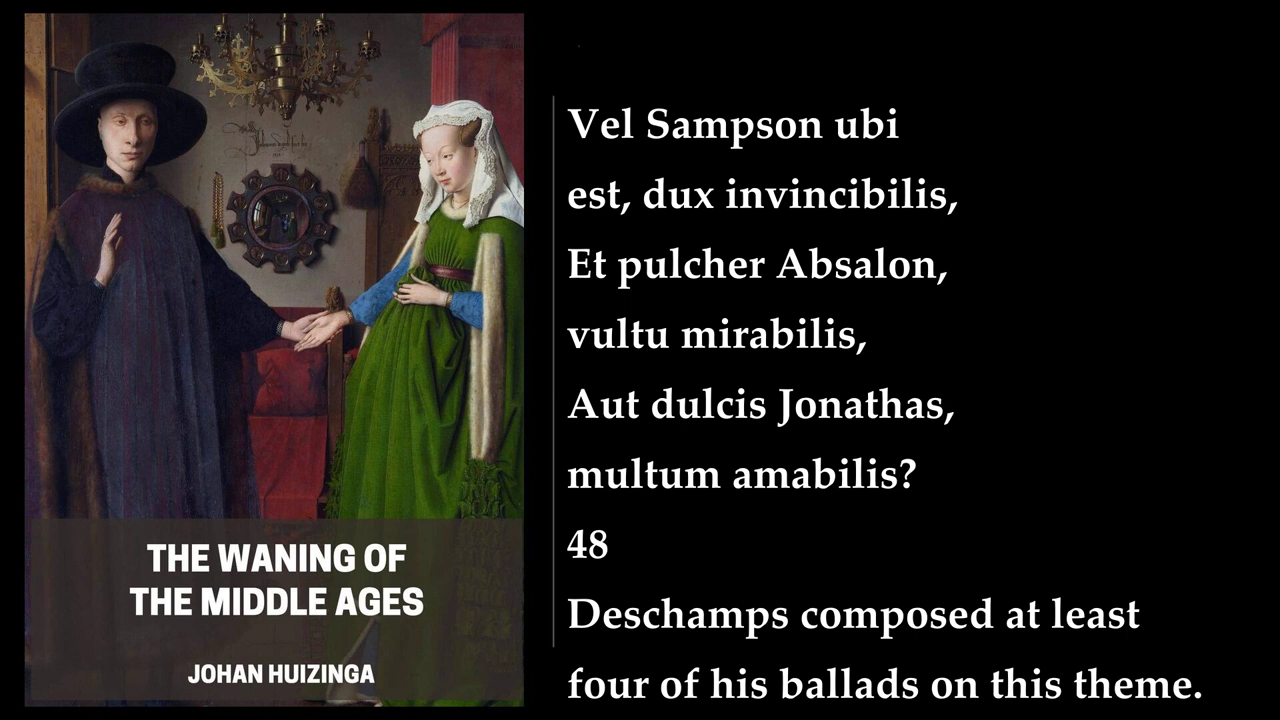 THE WANING OF
THE MIDDLE AGES
JOHAN HUIZINGA
Vel Sampson ubi
est, dux invincibilis,
Et pulcher Absalon,
vultu mirabilis,
Aut dulcis Jonathas,
multum amabilis?
48
Deschamps composed at least
four of his ballads on this theme.